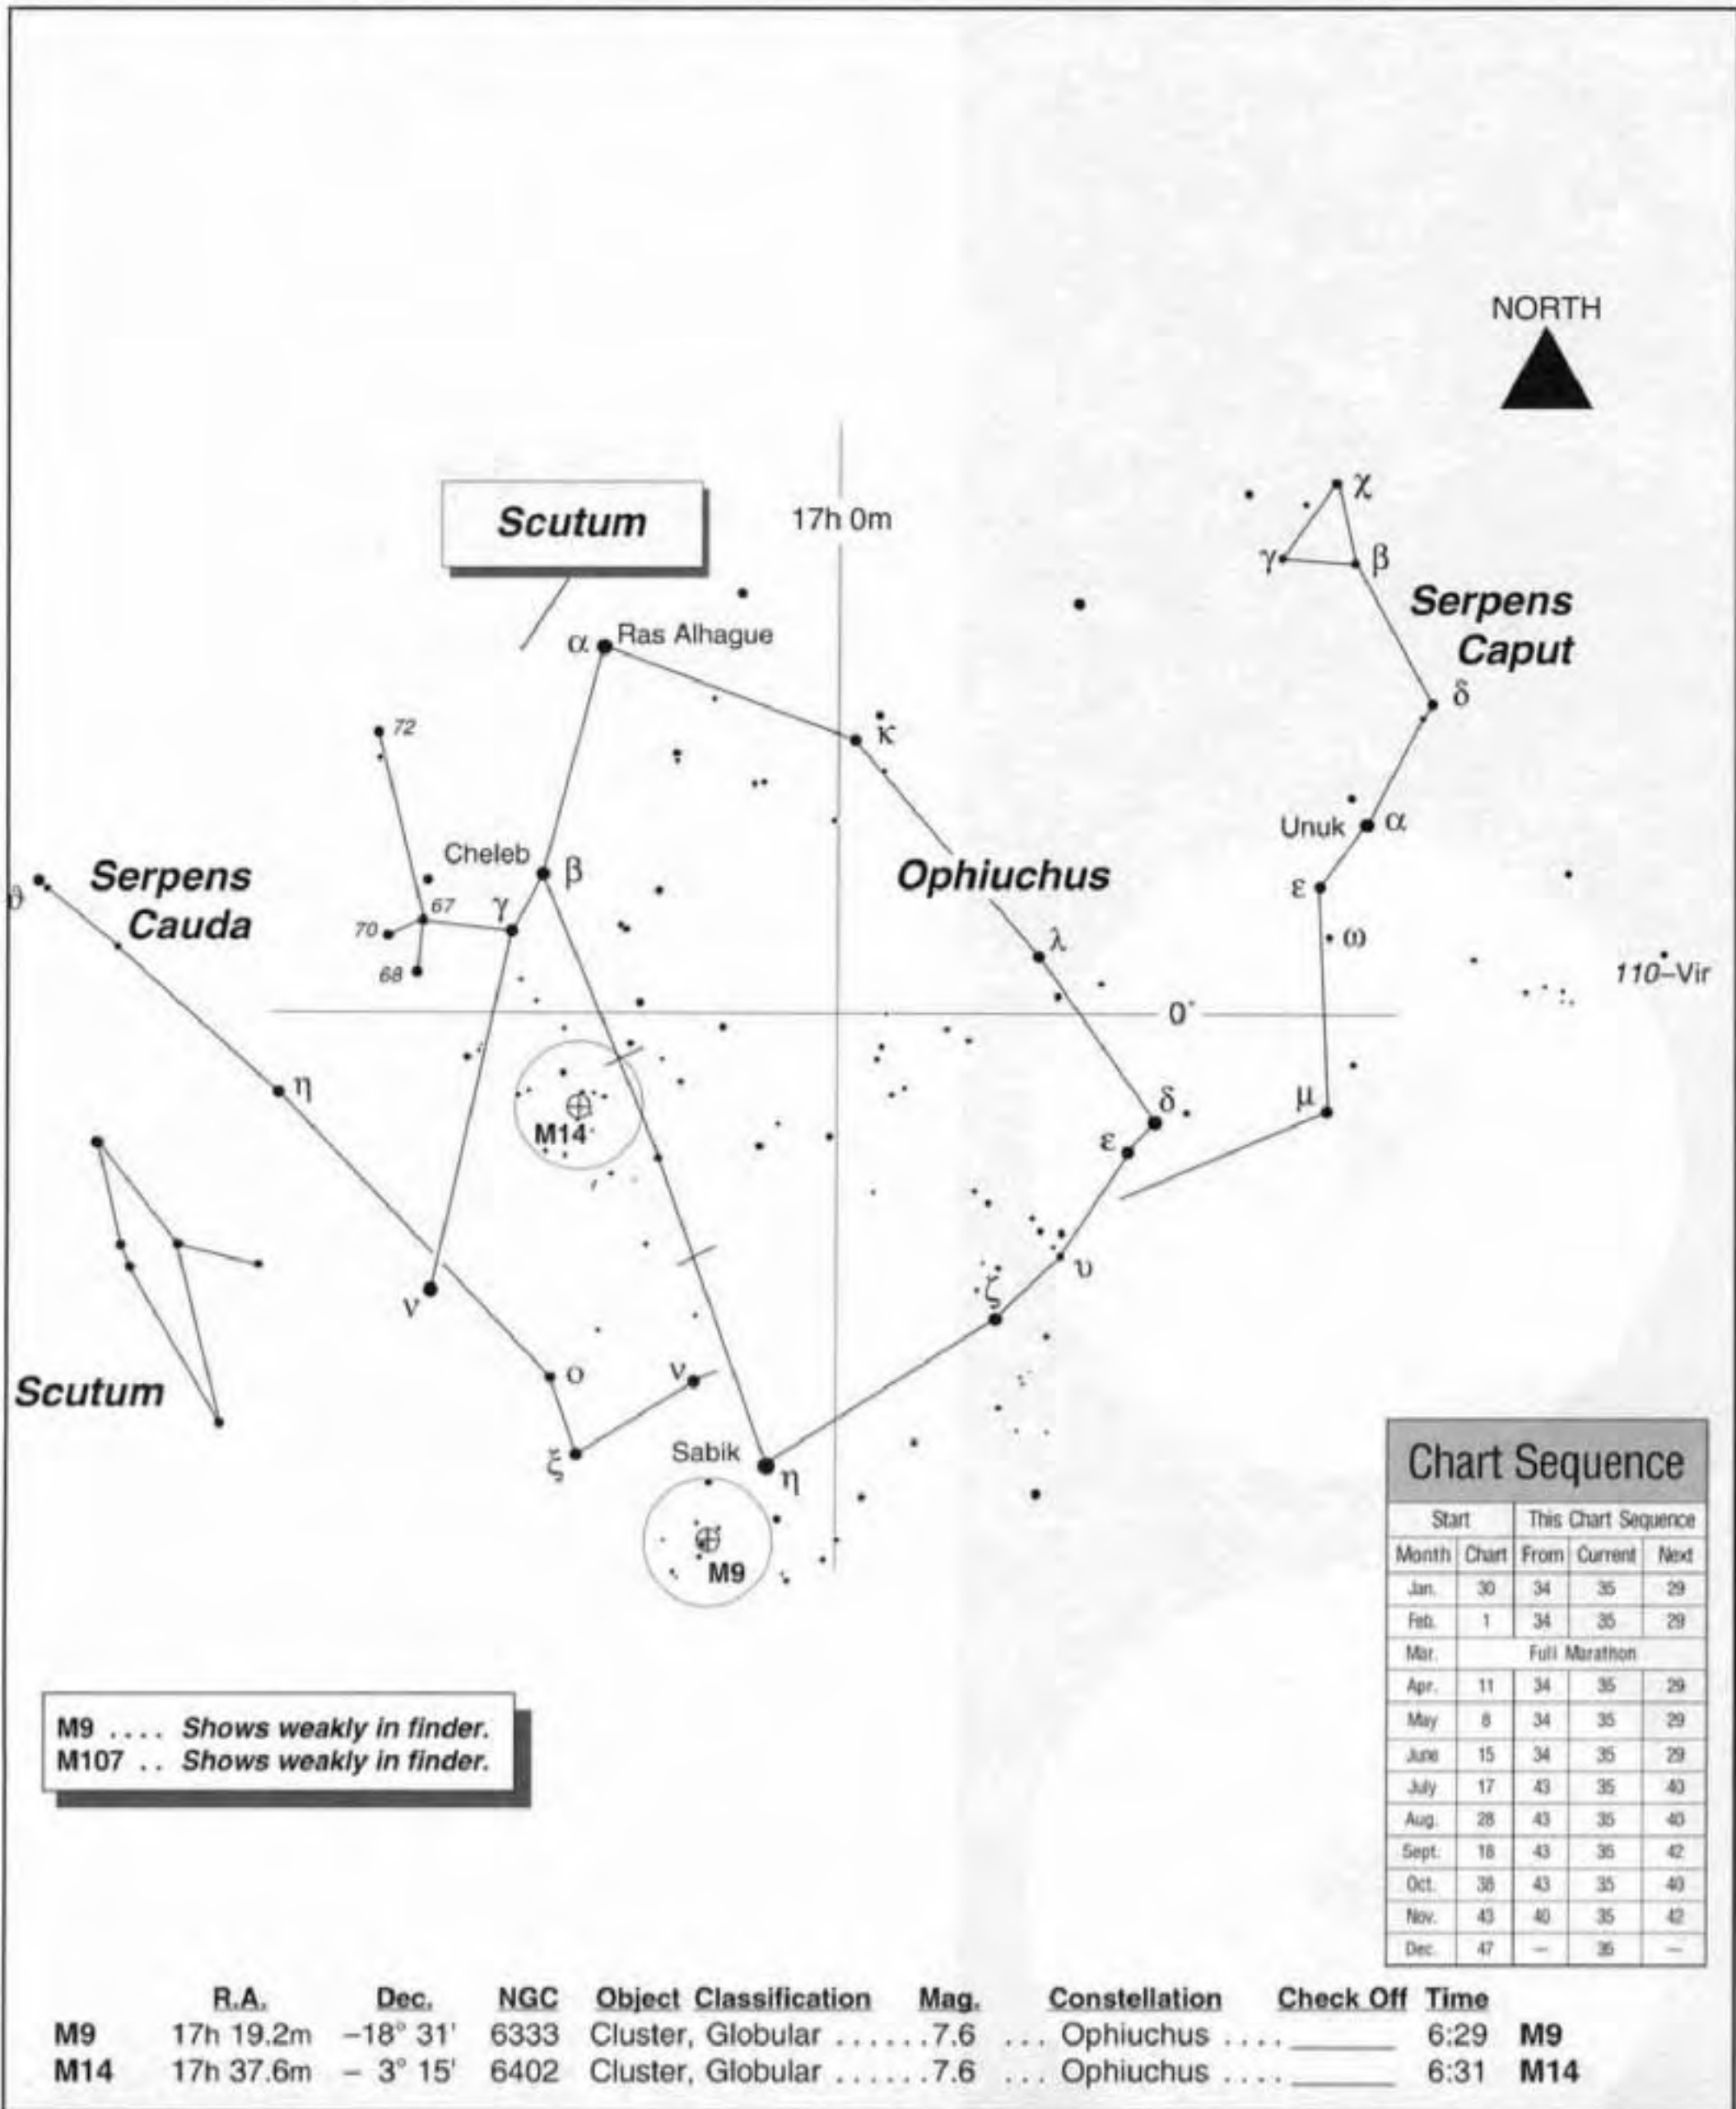 NORTH
χ
Scutum
17h 0m
γ
β
Serpens
Caput
α Ras Alhague
δ
72
κ
Unuk α
Cheleb
β
Serpens
Cauda
Ophiuchus
ε
ϑ
67
γ
70
λ
ω
68
110–Vir
0°
η
δ
μ
M14
ε
ν
υ
ζ
ο
ν
Scutum
ξ
Sabik
η
M9
Chart Sequence
Start This Chart Sequence
Month Chart From Current Next
Jan. 30 34 35 29
Feb. 1 34 35 29
Mar. Full Marathon
Apr. 11 34 35 29
May 8 34 35 29
June 15 34 35 29
July 17 43 35 40
Aug. 28 43 35 40
Sept. 18 43 35 42
Oct. 38 43 35 40
Nov. 43 40 35 42
Dec. 47 — 35 —
M9 .... Shows weakly in finder.
M107 .. Shows weakly in finder.
R.A. Dec. NGC Object Classification Mag. Constellation Check Off Time
M9 17h 19.2m –18° 31' 6333 Cluster, Globular ......7.6 ... Ophiuchus ....______ 6:29 M9
M14 17h 37.6m – 3° 15' 6402 Cluster, Globular ......7.6 ... Ophiuchus ....______ 6:31 M14